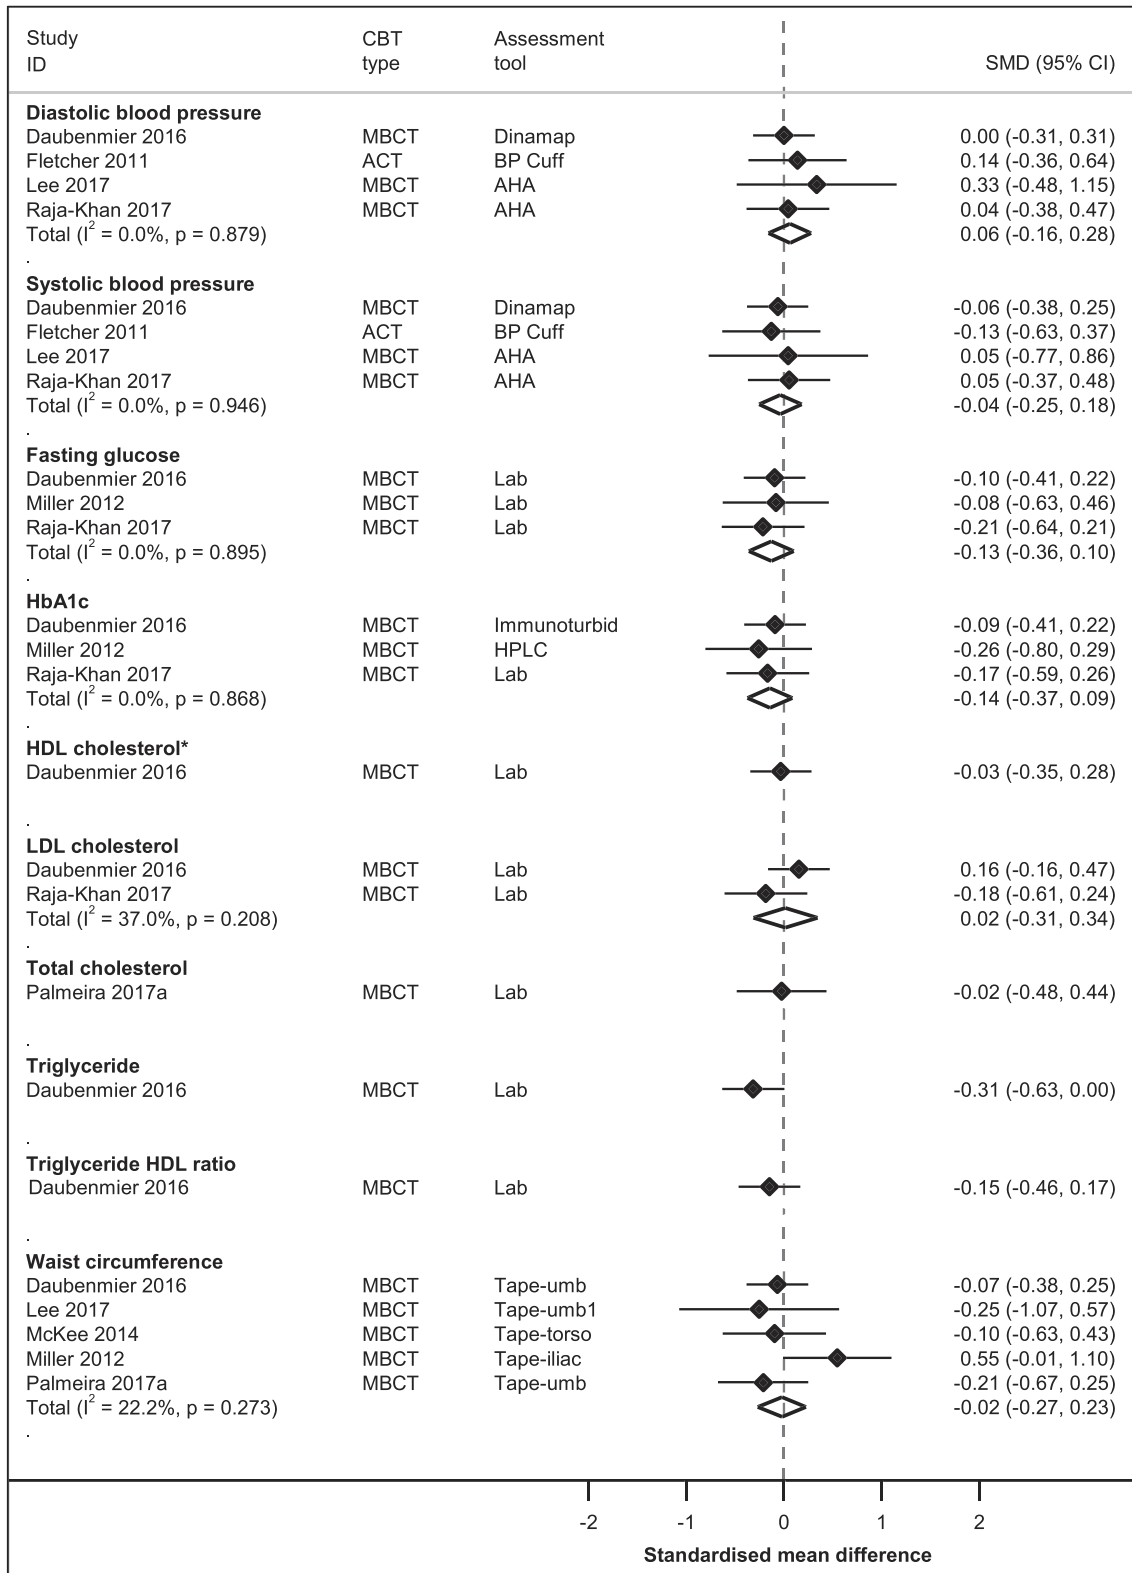 Study CBT Assessment
ID type tool SMD (95% CI)
Diastolic blood pressure
Daubenmier 2016 MBCT Dinamap 0.00 (-0.31, 0.31)
Fletcher 2011 ACT BP Cuff 0.14 (-0.36, 0.64)
Lee 2017 MBCT AHA 0.33 (-0.48, 1.15)
Raja-Khan 2017 MBCT AHA 0.04 (-0.38, 0.47)
Total (I² = 0.0%, p = 0.879) 0.06 (-0.16, 0.28)
.
Systolic blood pressure
Daubenmier 2016 MBCT Dinamap -0.06 (-0.38, 0.25)
Fletcher 2011 ACT BP Cuff -0.13 (-0.63, 0.37)
Lee 2017 MBCT AHA 0.05 (-0.77, 0.86)
Raja-Khan 2017 MBCT AHA 0.05 (-0.37, 0.48)
Total (I² = 0.0%, p = 0.946) -0.04 (-0.25, 0.18)
.
Fasting glucose
Daubenmier 2016 MBCT Lab -0.10 (-0.41, 0.22)
Miller 2012 MBCT Lab -0.08 (-0.63, 0.46)
Raja-Khan 2017 MBCT Lab -0.21 (-0.64, 0.21)
Total (I² = 0.0%, p = 0.895) -0.13 (-0.36, 0.10)
.
HbA1c
Daubenmier 2016 MBCT Immunoturbid -0.09 (-0.41, 0.22)
Miller 2012 MBCT HPLC -0.26 (-0.80, 0.29)
Raja-Khan 2017 MBCT Lab -0.17 (-0.59, 0.26)
Total (I² = 0.0%, p = 0.868) -0.14 (-0.37, 0.09)
.
HDL cholesterol*
Daubenmier 2016 MBCT Lab -0.03 (-0.35, 0.28)
.
LDL cholesterol
Daubenmier 2016 MBCT Lab 0.16 (-0.16, 0.47)
Raja-Khan 2017 MBCT Lab -0.18 (-0.61, 0.24)
Total (I² = 37.0%, p = 0.208) 0.02 (-0.31, 0.34)
.
Total cholesterol
Palmeira 2017a MBCT Lab -0.02 (-0.48, 0.44)
.
Triglyceride
Daubenmier 2016 MBCT Lab -0.31 (-0.63, 0.00)
.
Triglyceride HDL ratio
Daubenmier 2016 MBCT Lab -0.15 (-0.46, 0.17)
.
Waist circumference
Daubenmier 2016 MBCT Tape-umb -0.07 (-0.38, 0.25)
Lee 2017 MBCT Tape-umb1 -0.25 (-1.07, 0.57)
McKee 2014 MBCT Tape-torso -0.10 (-0.63, 0.43)
Miller 2012 MBCT Tape-iliac 0.55 (-0.01, 1.10)
Palmeira 2017a MBCT Tape-umb -0.21 (-0.67, 0.25)
Total (I² = 22.2%, p = 0.273) -0.02 (-0.27, 0.23)
.
-2 -1 0 1 2
Standardised mean difference